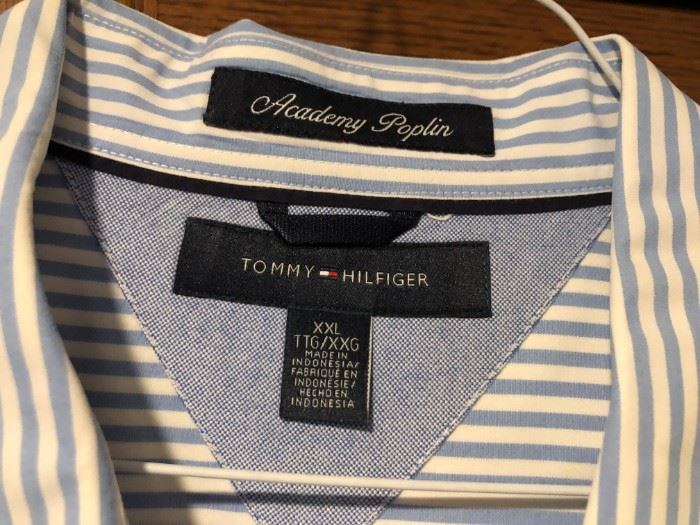 Academy Poplin
TOMMY HILFIGER
XXL
TTG/XXG
MADE IN
INDONESIA/
FABRIQUÉ EN
INDONÉSIE/
HECHO EN
INDONESIA